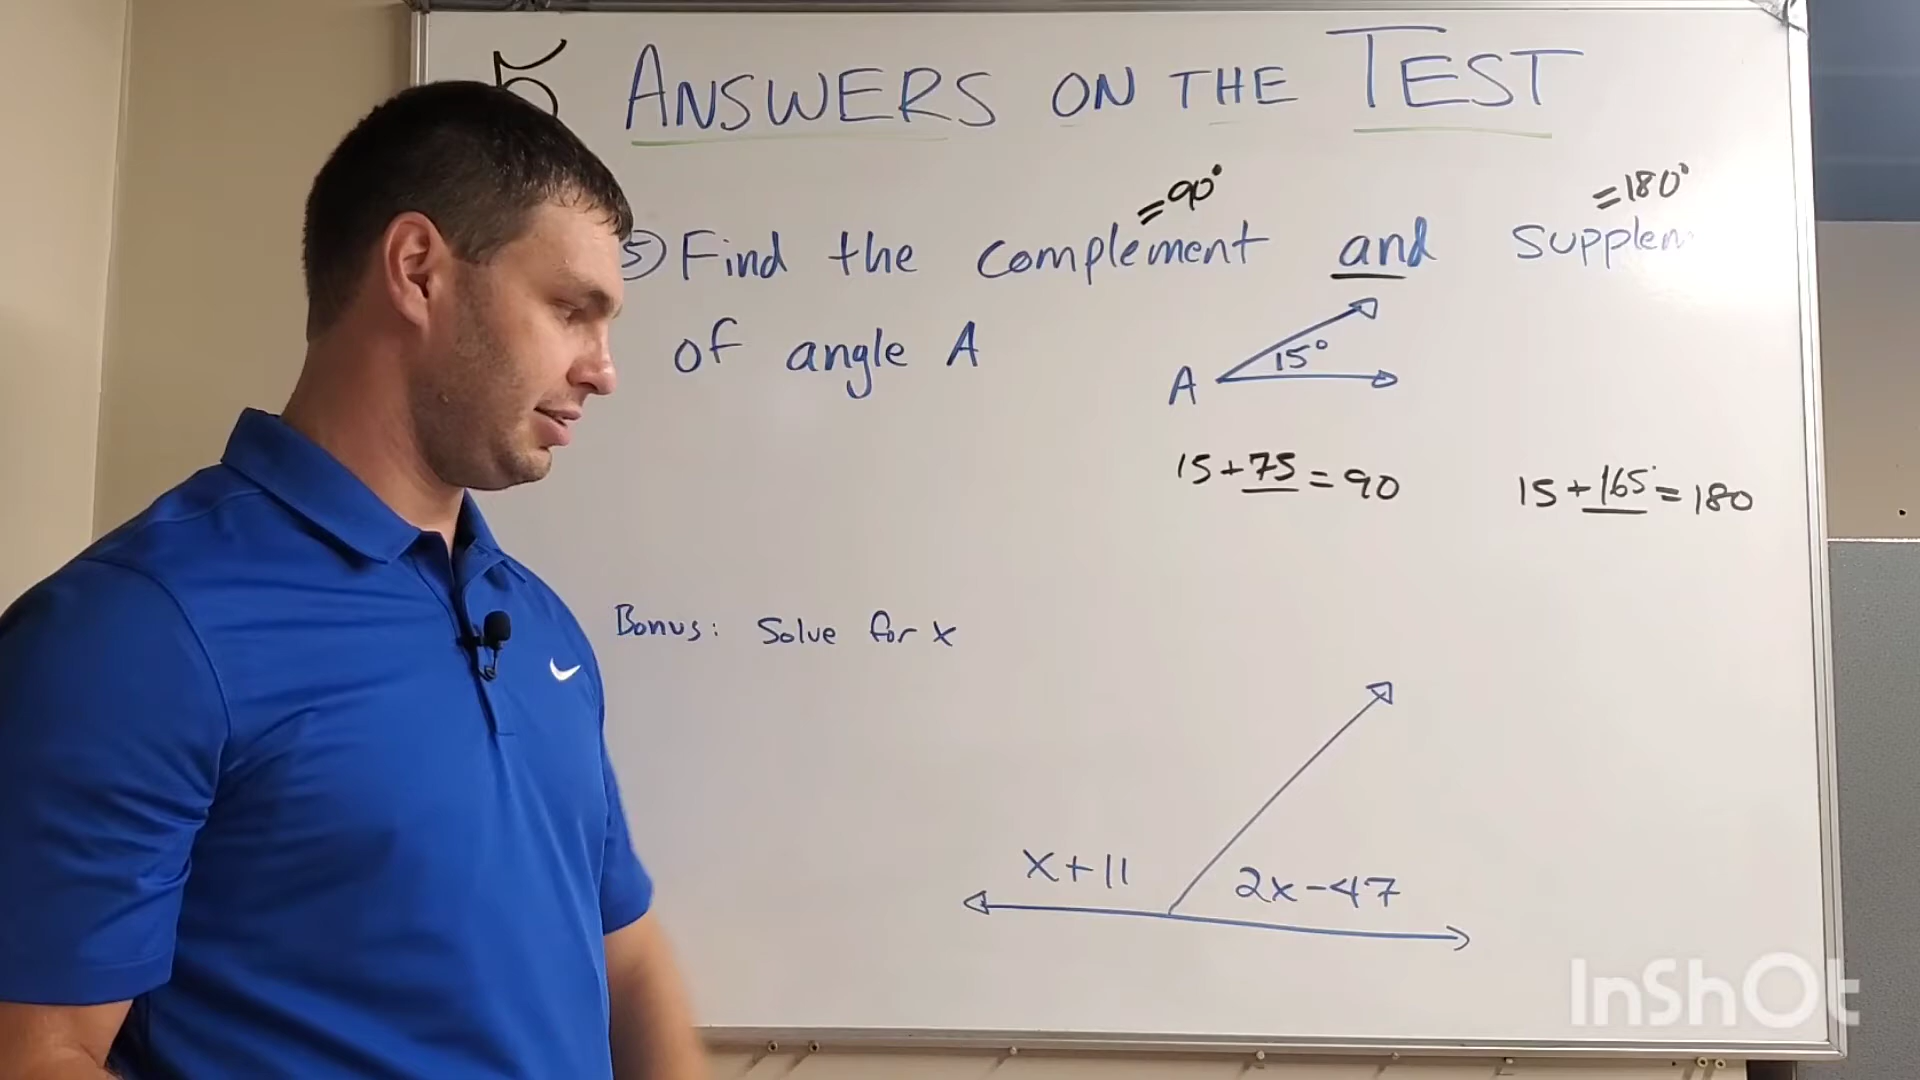 5 ANSWERS ON THE TEST
=90° =180°
5) Find the complement and supplem
of angle A
15°
A
15+75=90 15+165=180
Bonus: Solve for x
x+11 2x-47
InShOt